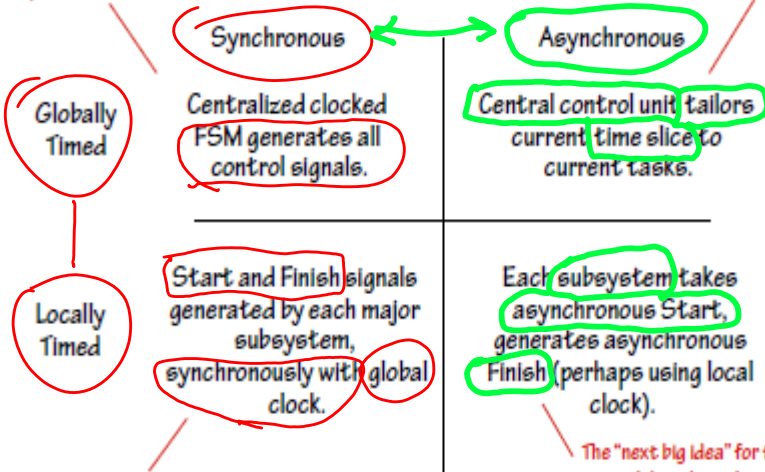 Synchronous
Asynchronous
Globally
Timed
Centralized clocked
FSM generates all
control signals.
Central control unit tailors
current time slice to
current tasks.
Locally
Timed
Start and Finish signals
generated by each major
subsystem,
synchronously with global
clock.
Each subsystem takes
asynchronous Start,
generates asynchronous
Finish (perhaps using local
clock).
The "next big idea" for